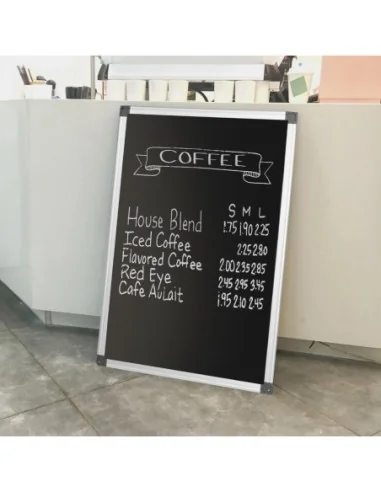 COFFEE
S M L
House Blend 1.75 1.90 2.25
Iced Coffee 2.25 2.80
Flavored Coffee 2.00 2.35 2.85
Red Eye 2.45 2.95 3.45
Cafe AuLait 1.95 2.10 2.45